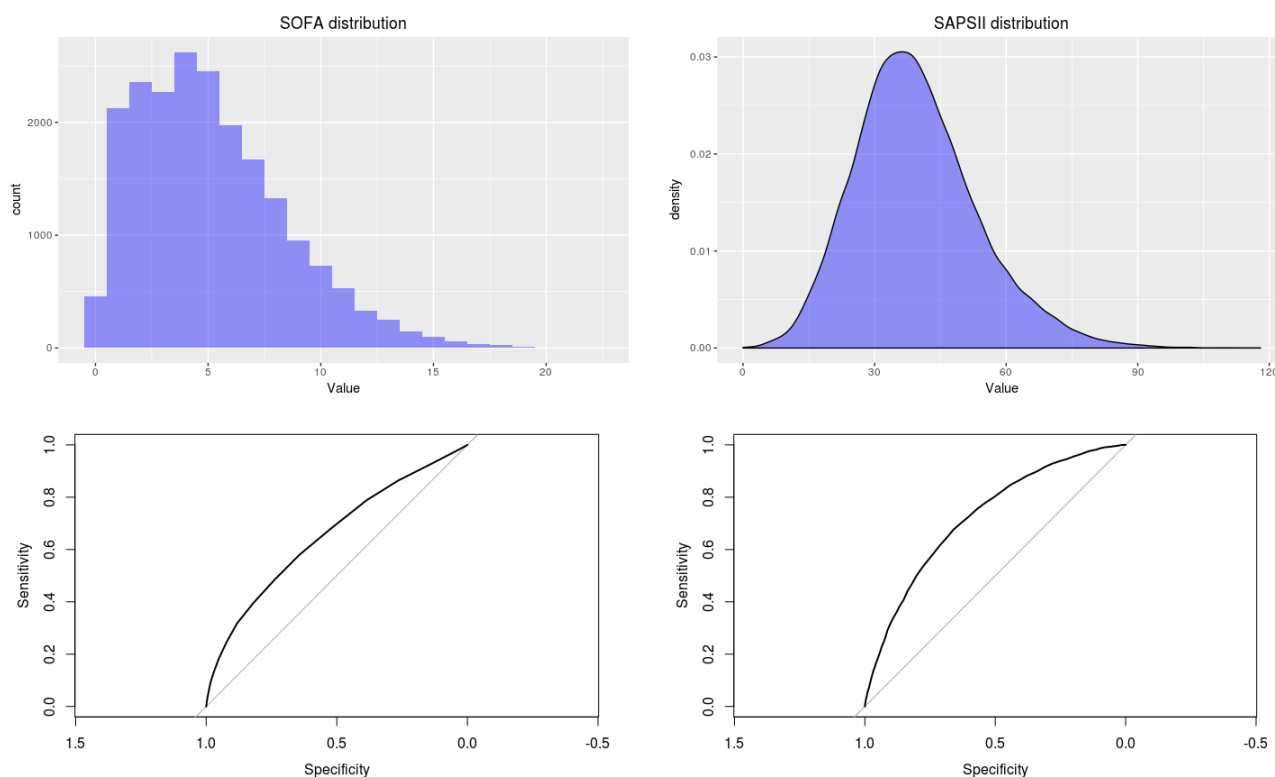 SOFA distribution
2000
1000
0
count
0 5 10 15 20
Value
SAPSII distribution
0.03
0.02
0.01
0.00
density
0 30 60 90 120
Value
1.0
0.8
0.6
0.4
0.2
0.0
Sensitivity
1.5 1.0 0.5 0.0 -0.5
Specificity
1.0
0.8
0.6
0.4
0.2
0.0
Sensitivity
1.5 1.0 0.5 0.0 -0.5
Specificity